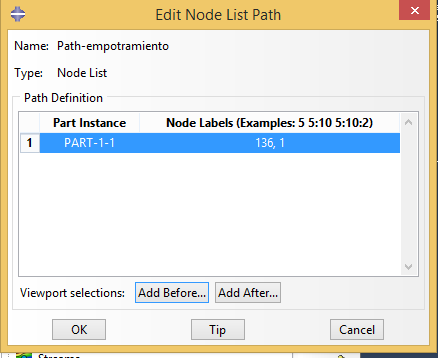 Edit Node List Path
Name: Path-empotramiento
Type: Node List
Path Definition
Part Instance Node Labels (Examples: 5 5:10 5:10:2)
1 PART-1-1 136, 1
Viewport selections: Add Before... Add After...
OK Tip Cancel